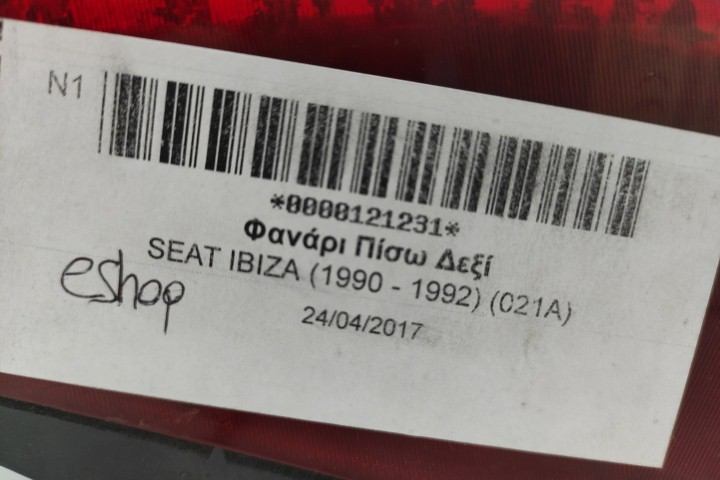 N1
*0000121231*
Φανάρι Πίσω Δεξί
SEAT IBIZA (1990 - 1992) (021A)
eshop
24/04/2017